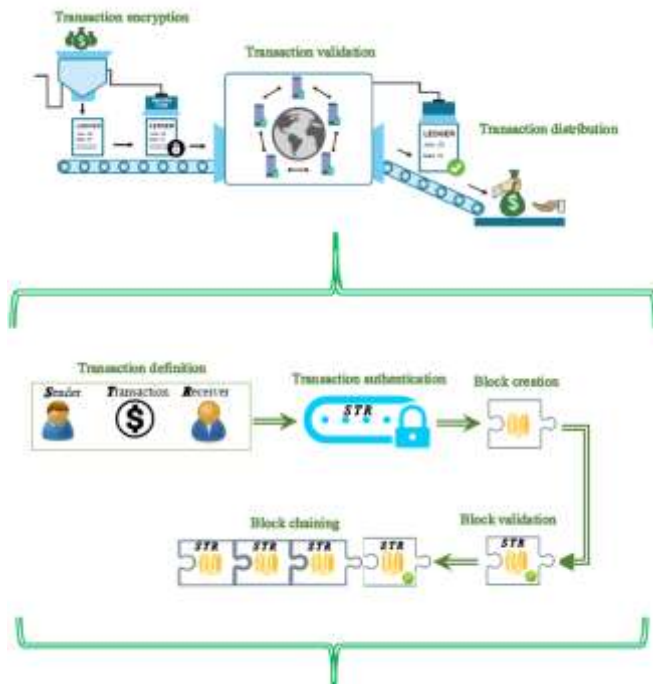 Transaction encryption
Transaction validation
LEDGER
LEDGER
LEDGER
Transaction distribution
Transaction definition
Sender Transaction Receiver
Transaction authentication
STR
Block creation
Block chaining
Block validation
STR STR STR STR STR